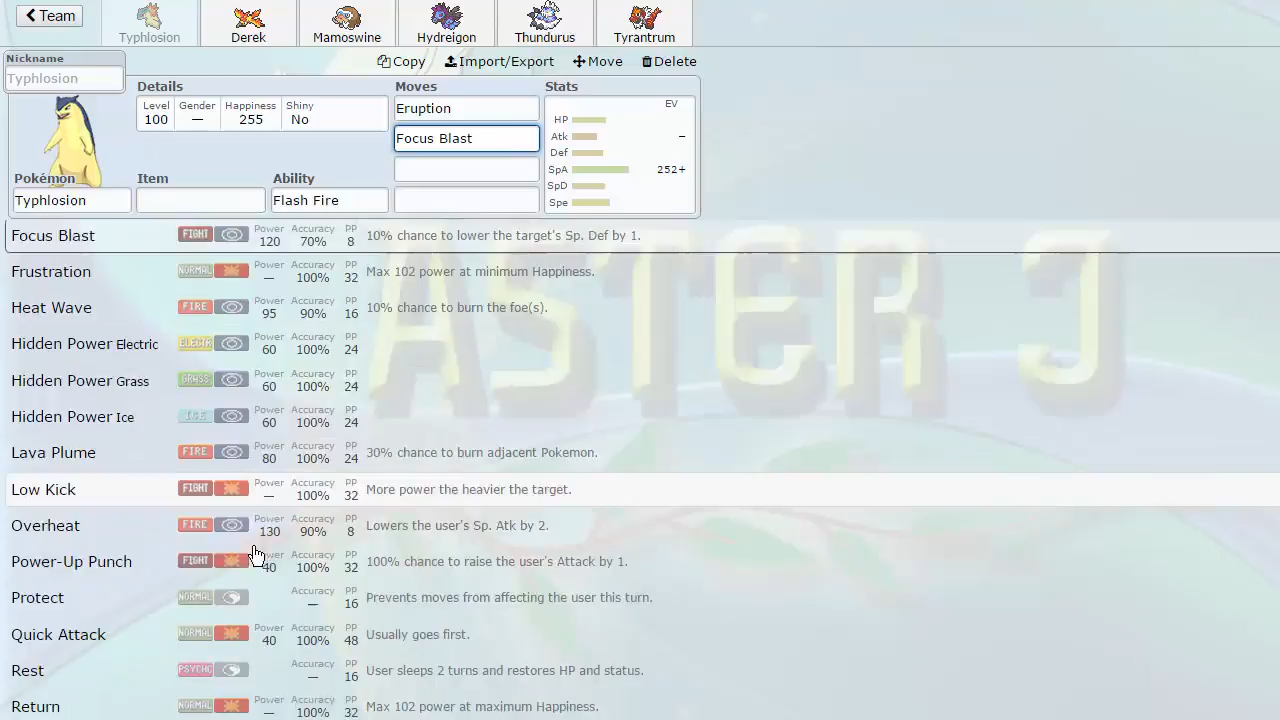 Team
Typhlosion
Derek
Mamoswine
Hydreigon
Thundurus
Tyrantrum
Copy
Import/Export
Move
Delete
Nickname
Typhlosion
Details
Level Gender Happiness Shiny
100 — 255 No
Moves
Eruption
Focus Blast
Stats
EV
HP
Atk –
Def
SpA 252+
SpD
Spe
Pokémon Item Ability
Typhlosion Flash Fire
Focus Blast FIGHT Power 120 Accuracy 70% PP 8 10% chance to lower the target's Sp. Def by 1.
Frustration NORMAL Power — Accuracy 100% PP 32 Max 102 power at minimum Happiness.
Heat Wave FIRE Power 95 Accuracy 90% PP 16 10% chance to burn the foe(s).
Hidden Power Electric ELECTR Power 60 Accuracy 100% PP 24
Hidden Power Grass GRASS Power 60 Accuracy 100% PP 24
Hidden Power Ice ICE Power 60 Accuracy 100% PP 24
Lava Plume FIRE Power 80 Accuracy 100% PP 24 30% chance to burn adjacent Pokemon.
Low Kick FIGHT Power — Accuracy 100% PP 32 More power the heavier the target.
Overheat FIRE Power 130 Accuracy 90% PP 8 Lowers the user's Sp. Atk by 2.
Power-Up Punch FIGHT 40 Accuracy 100% PP 32 100% chance to raise the user's Attack by 1.
Protect NORMAL Accuracy — PP 16 Prevents moves from affecting the user this turn.
Quick Attack NORMAL Power 40 Accuracy 100% PP 48 Usually goes first.
Rest PSYCHC Accuracy — PP 16 User sleeps 2 turns and restores HP and status.
Return NORMAL Power — Accuracy 100% PP 32 Max 102 power at maximum Happiness.
ASTER J